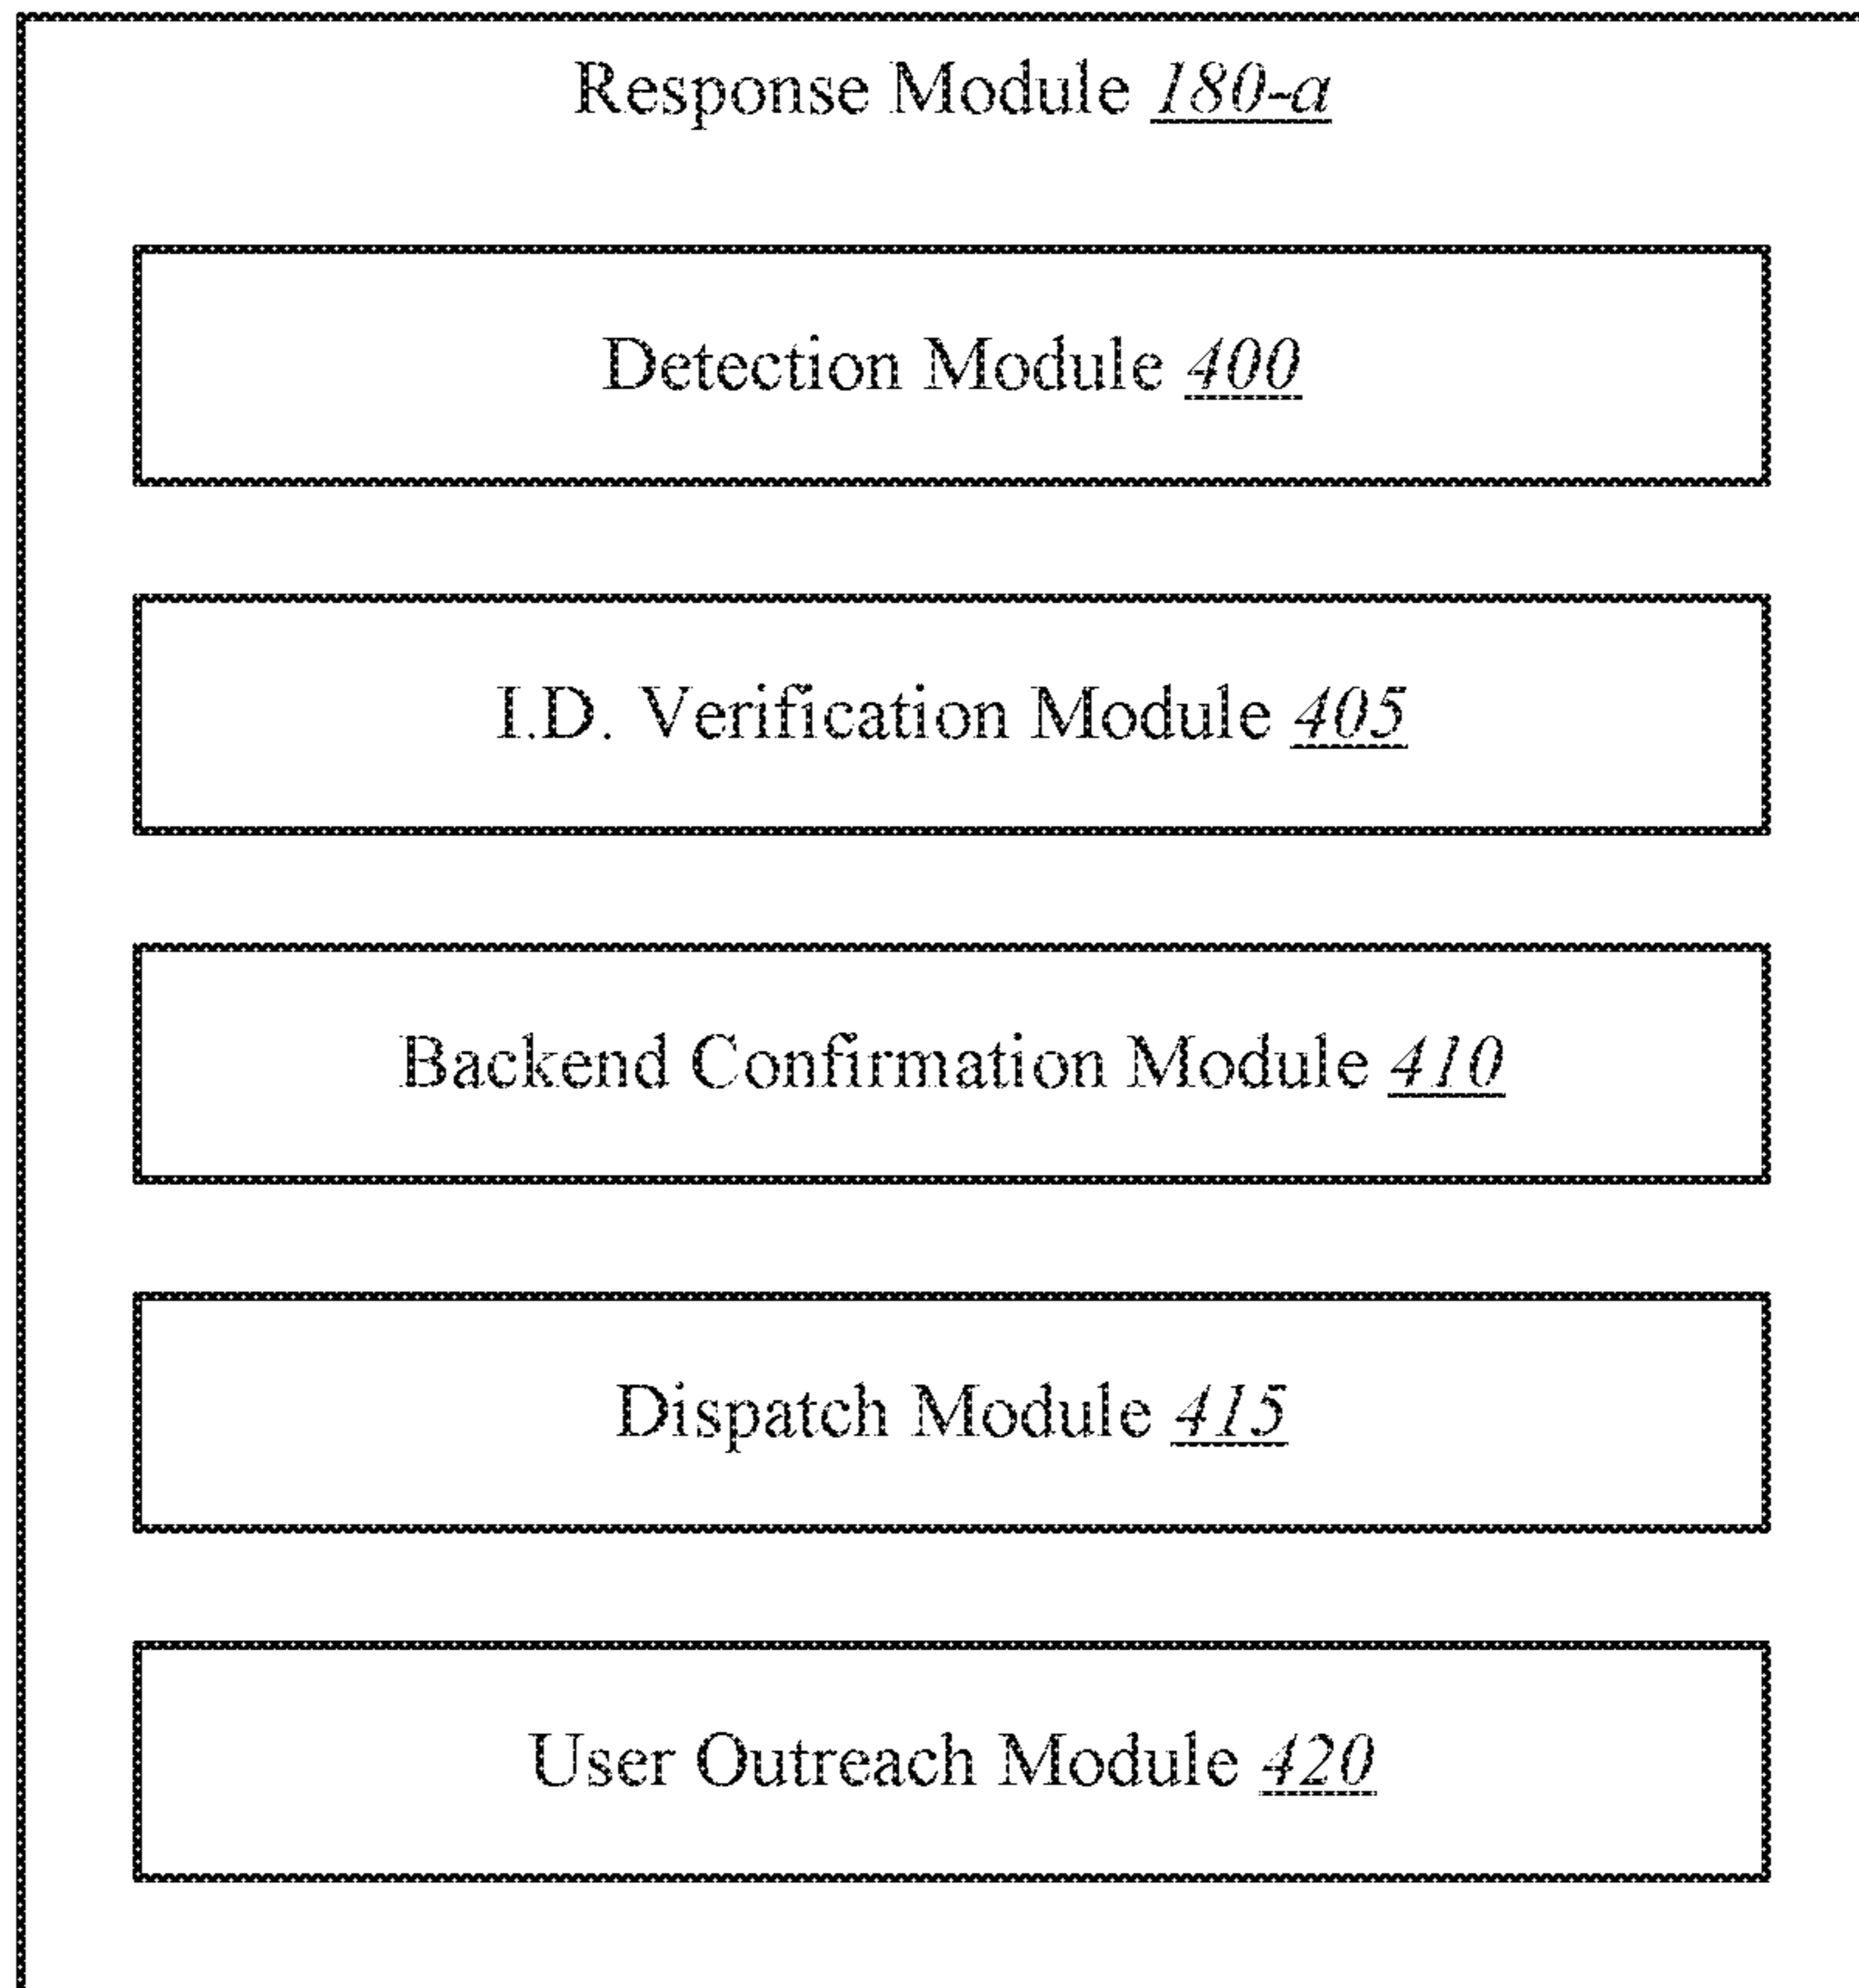 Response Module 180-a
Detection Module 400
I.D. Verification Module 405
Backend Confirmation Module 410
Dispatch Module 415
User Outreach Module 420